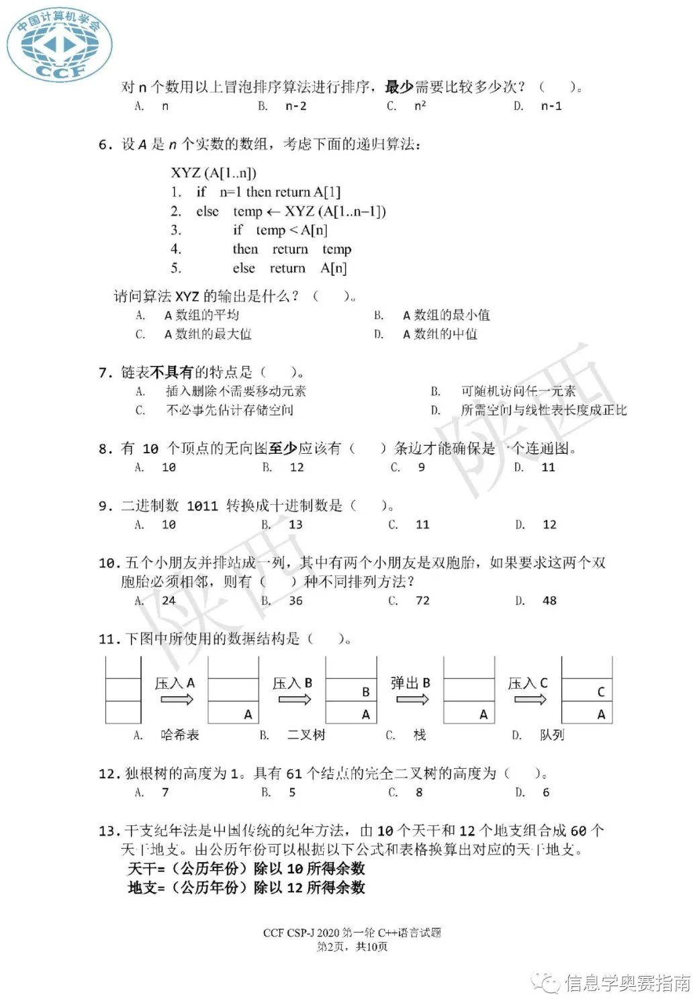 中国计算机学会
CCF
对 n 个数用以上冒泡排序算法进行排序，最少需要比较多少次？（　　）。
A. n B. n-2 C. n² D. n-1
6. 设 A 是 n 个实数的数组，考虑下面的递归算法：
XYZ (A[1..n])
1. if n=1 then return A[1]
2. else temp ← XYZ (A[1..n−1])
3. if temp < A[n]
4. then return temp
5. else return A[n]
请问算法 XYZ 的输出是什么？（　　）。
A. A 数组的平均 B. A 数组的最小值
C. A 数组的最大值 D. A 数组的中值
7. 链表不具有的特点是（　　）。
A. 插入删除不需要移动元素 B. 可随机访问任一元素
C. 不必事先估计存储空间 D. 所需空间与线性表长度成正比
8. 有 10 个顶点的无向图至少应该有（　　）条边才能确保是一个连通图。
A. 10 B. 12 C. 9 D. 11
9. 二进制数 1011 转换成十进制数是（　　）。
A. 10 B. 13 C. 11 D. 12
10. 五个小朋友并排站成一列，其中有两个小朋友是双胞胎，如果要求这两个双
胞胎必须相邻，则有（　　）种不同排列方法？
A. 24 B. 36 C. 72 D. 48
11. 下图中所使用的数据结构是（　　）。
压入 A 压入 B 弹出 B 压入 C
B C
A A A A
A. 哈希表 B. 二叉树 C. 栈 D. 队列
12. 独根树的高度为 1。具有 61 个结点的完全二叉树的高度为（　　）。
A. 7 B. 5 C. 8 D. 6
13. 干支纪年法是中国传统的纪年方法，由 10 个天干和 12 个地支组合成 60 个
天干地支。由公历年份可以根据以下公式和表格换算出对应的天干地支。
天干=（公历年份）除以 10 所得余数
地支=（公历年份）除以 12 所得余数
陕西
陕西
CCF CSP-J 2020 第一轮 C++语言试题
第2页，共10页
信息学奥赛指南